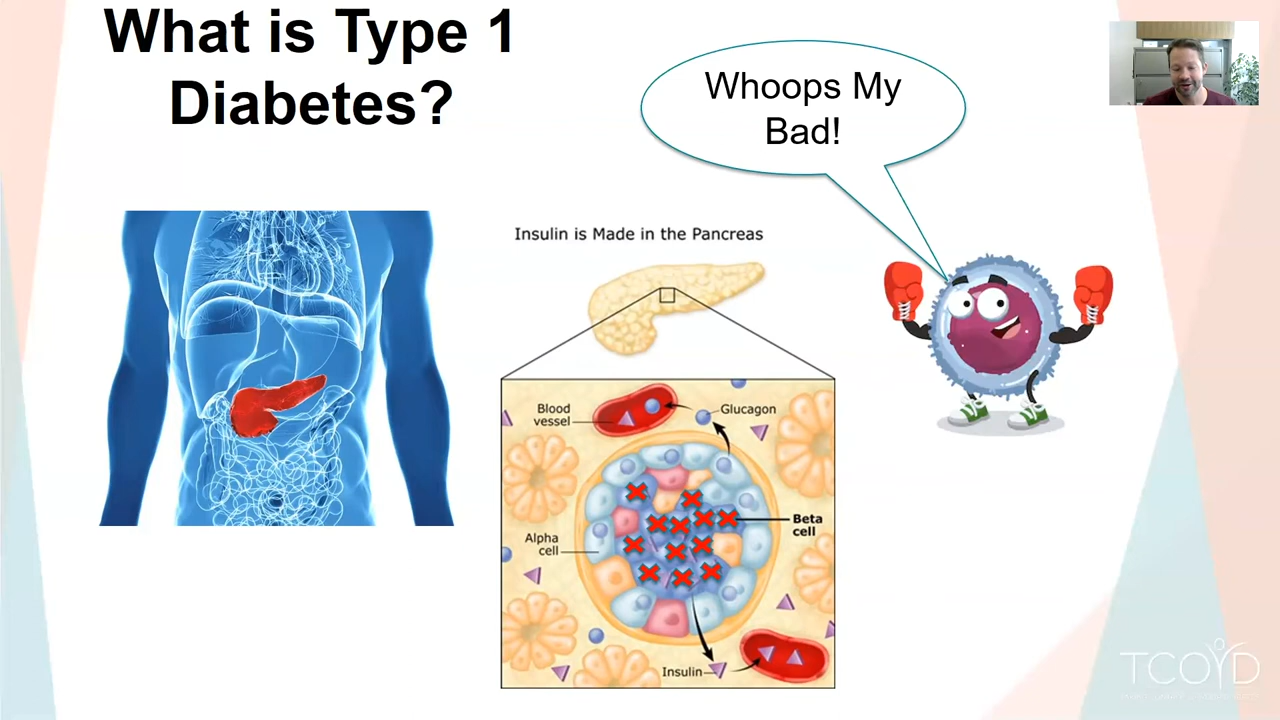 What is Type 1
Diabetes?
Whoops My
Bad!
Insulin is Made in the Pancreas
Blood
vessel
Glucagon
Beta
cell
Alpha
cell
Insulin
TCOYD